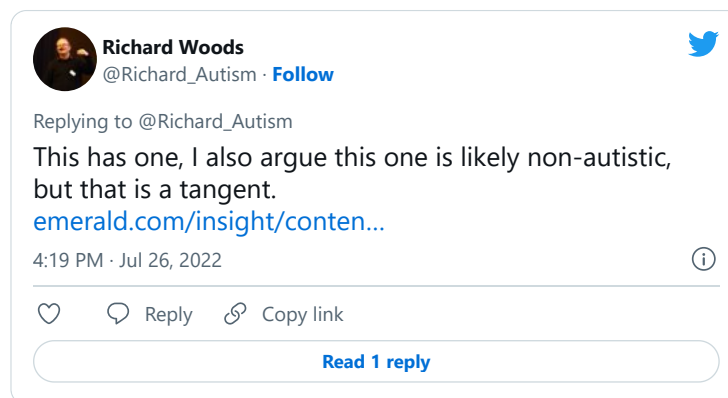 Richard Woods
@Richard_Autism · Follow
Replying to @Richard_Autism
This has one, I also argue this one is likely non-autistic,
but that is a tangent.
emerald.com/insight/conten...
4:19 PM · Jul 26, 2022
Reply Copy link
Read 1 reply